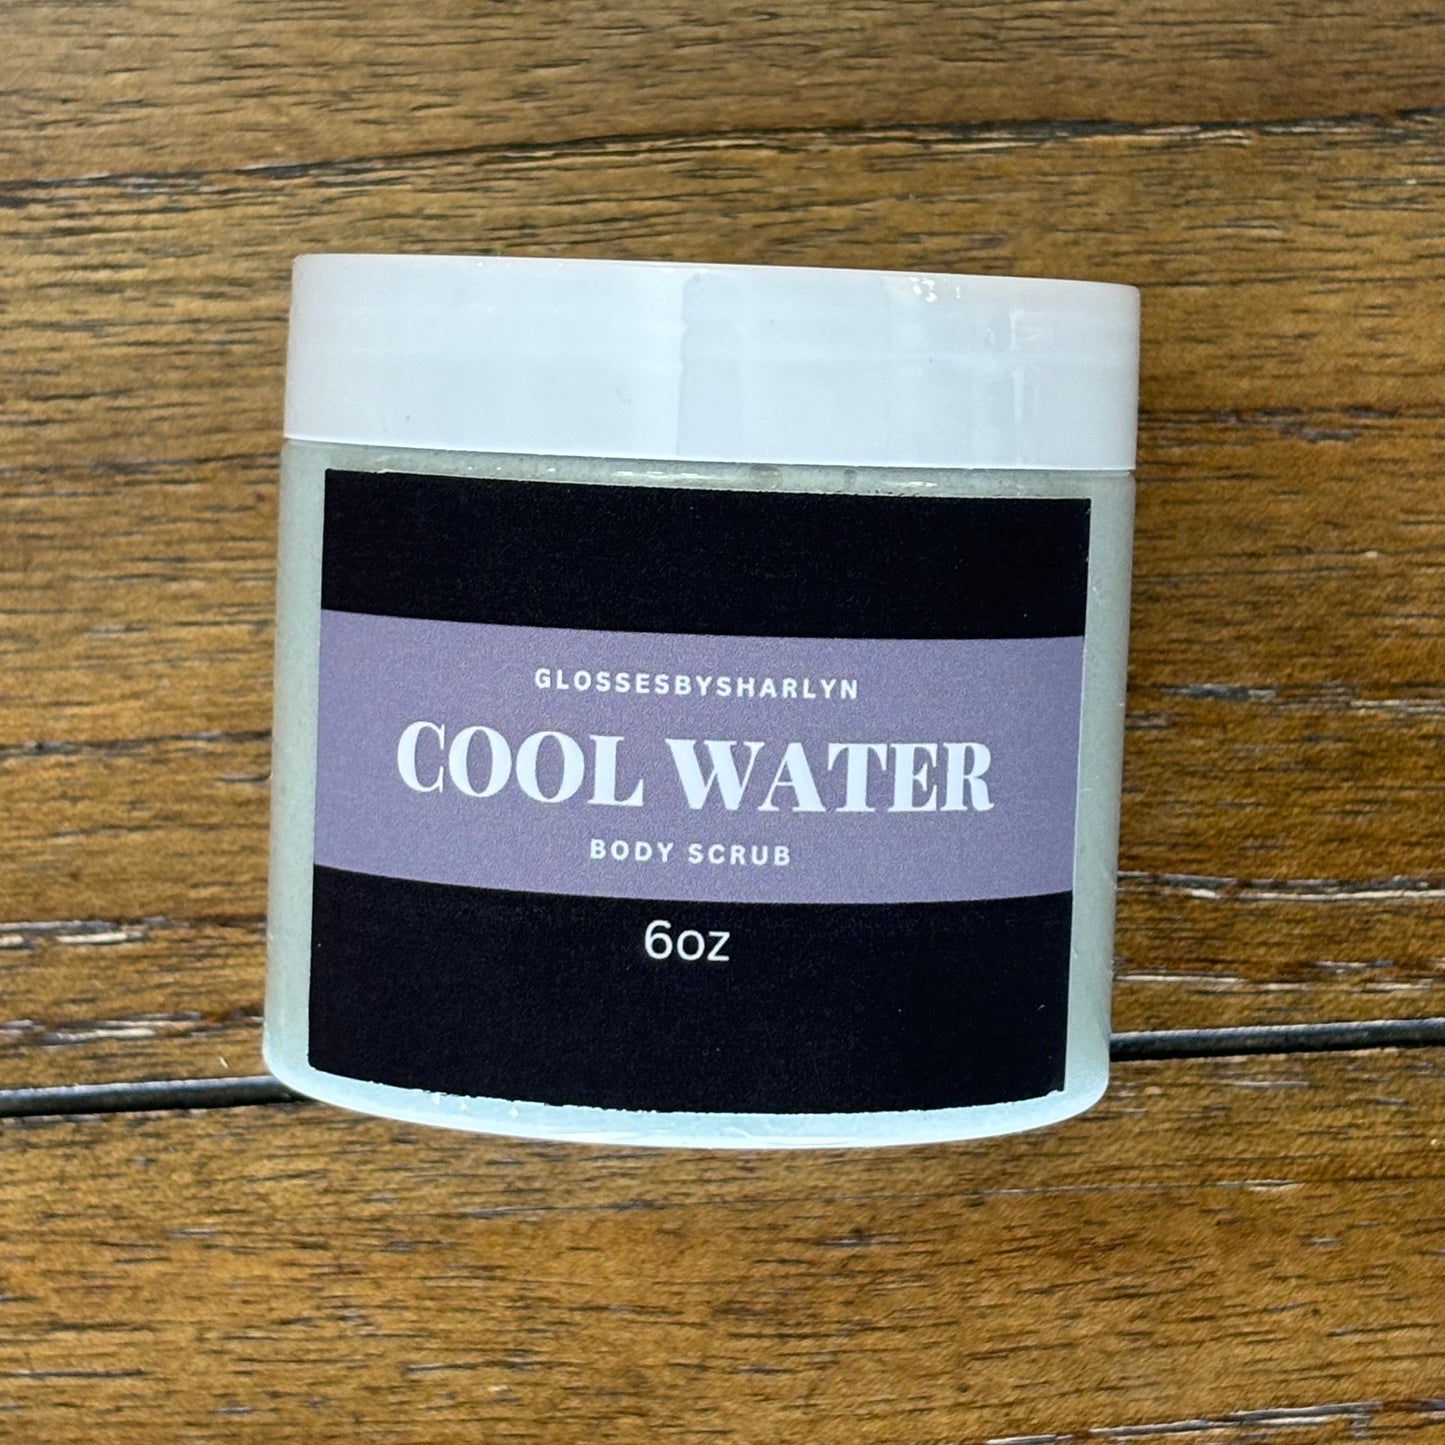 GLOSSESBYSHARLYN
COOL WATER
BODY SCRUB
6oz